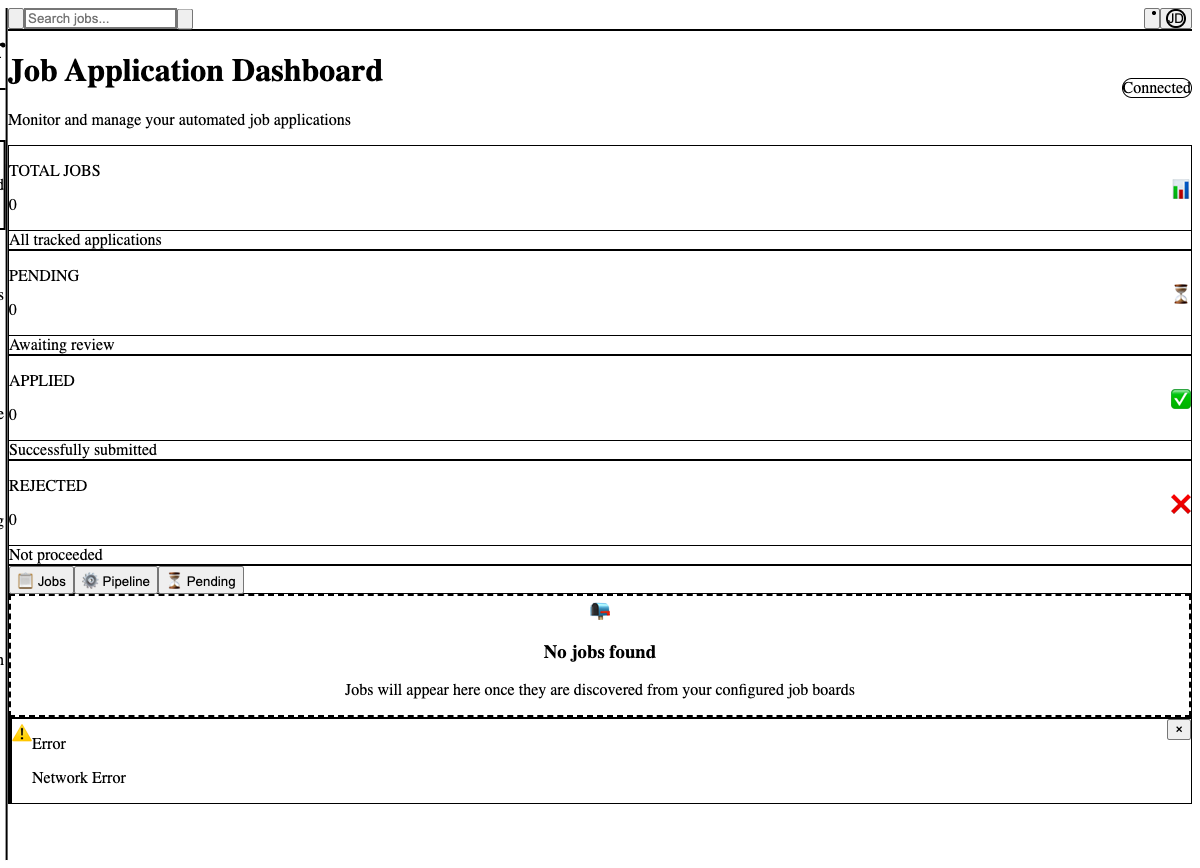 Search jobs...
JD
Job Application Dashboard
Connected
Monitor and manage your automated job applications
TOTAL JOBS
0
All tracked applications
PENDING
0
Awaiting review
APPLIED
0
Successfully submitted
REJECTED
0
Not proceeded
Jobs
Pipeline
Pending
No jobs found
Jobs will appear here once they are discovered from your configured job boards
Error
×
Network Error